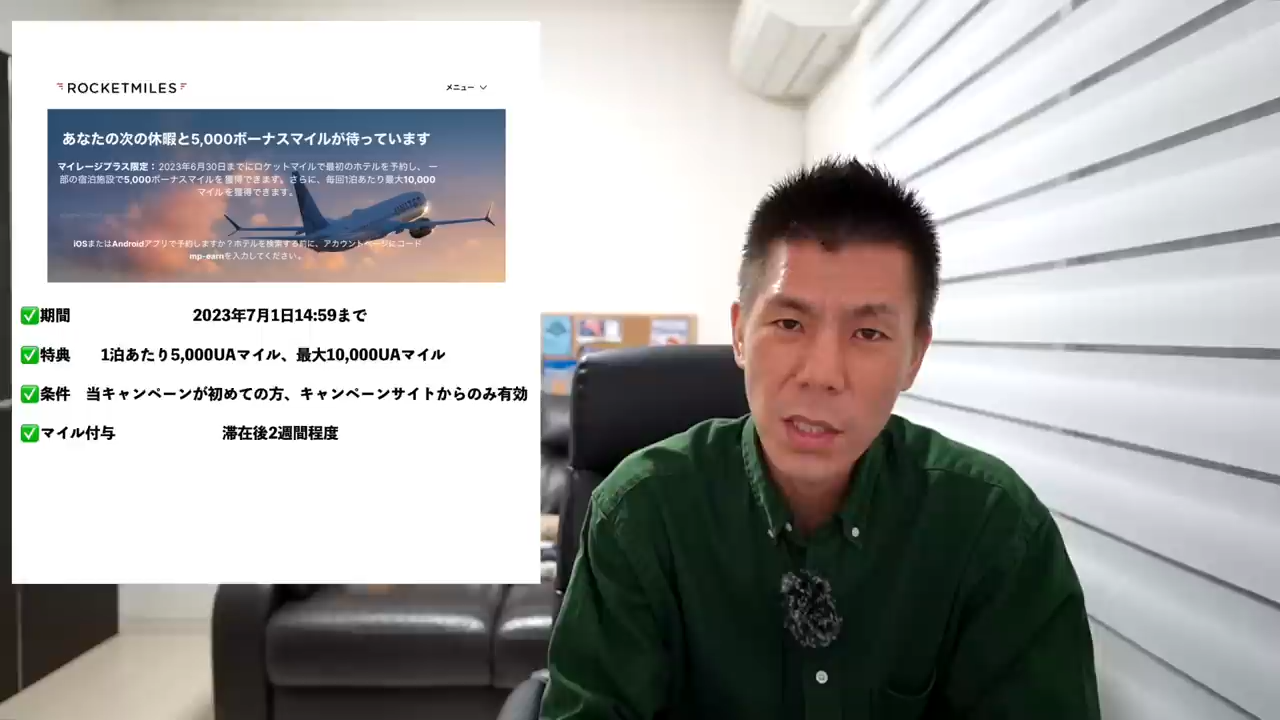 ROCKETMILES
メニュー
あなたの次の休暇と5,000ボーナスマイルが待っています
マイレージプラス限定：2023年6月30日までにロケットマイルで最初のホテルを予約し、一
部の宿泊施設で5,000ボーナスマイルを獲得できます。さらに、毎回1泊あたり最大10,000
マイルを獲得できます。
UNITED
iOSまたはAndroidアプリで予約しますか？ホテルを検索する前に、アカウントページにコード
mp-earnを入力してください。
✅期間 2023年7月1日14:59まで
✅特典 1泊あたり5,000UAマイル、最大10,000UAマイル
✅条件 当キャンペーンが初めての方、キャンペーンサイトからのみ有効
✅マイル付与 滞在後2週間程度